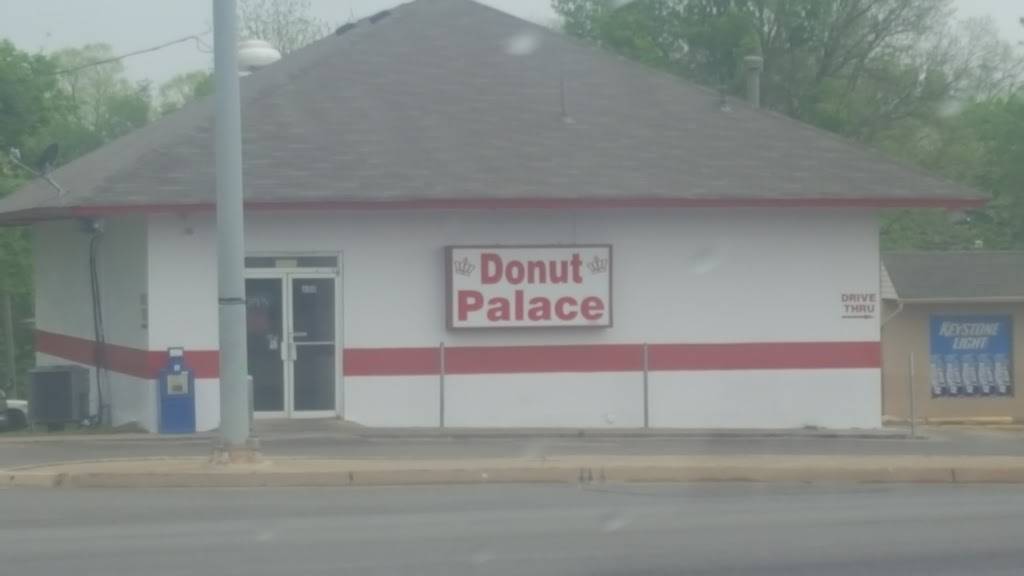 Donut
Palace
DRIVE
THRU
KEYSTONE
LIGHT